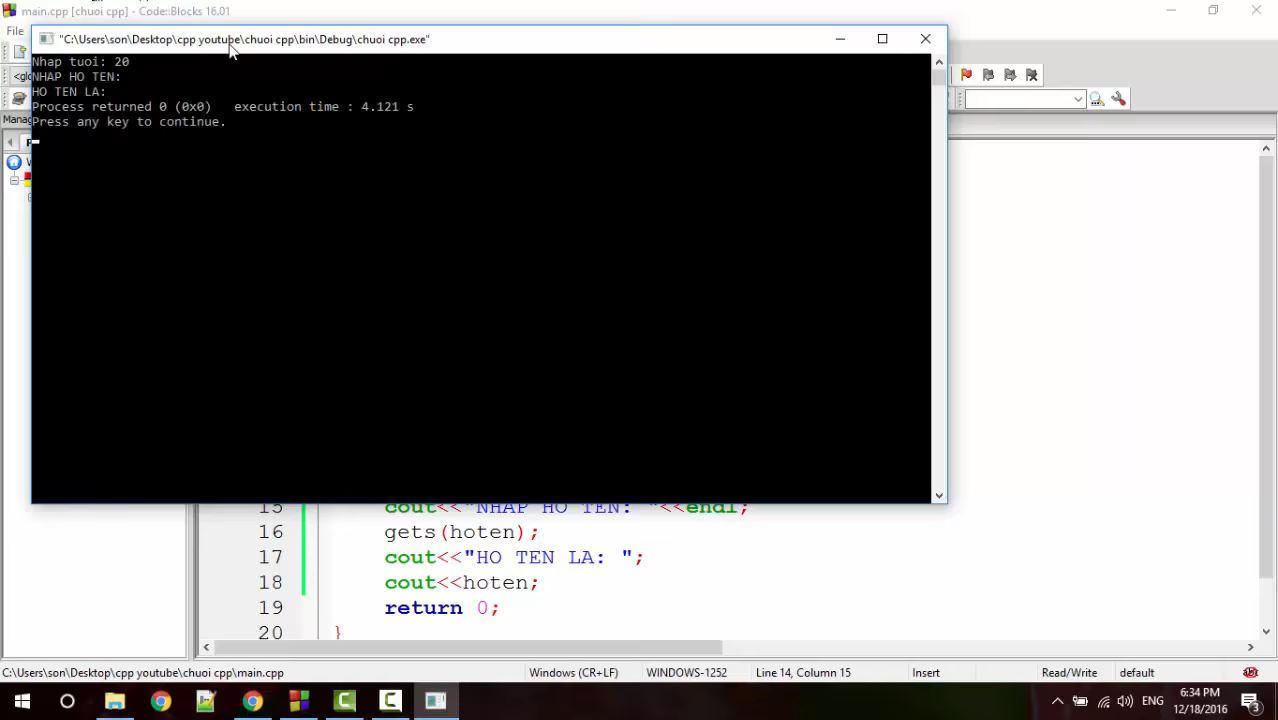 main.cpp [chuoi cpp] - Code::Blocks 16.01
File
"C:\Users\son\Desktop\cpp youtube\chuoi cpp\bin\Debug\chuoi cpp.exe"
Nhap tuoi: 20
NHAP HO TEN:
HO TEN LA:
Process returned 0 (0x0)   execution time : 4.121 s
Press any key to continue.
15 cout<<"NHAP HO TEN: "<<endl;
16 gets(hoten);
17 cout<<"HO TEN LA: ";
18 cout<<hoten;
19 return 0;
20 }
C:\Users\son\Desktop\cpp youtube\chuoi cpp\main.cpp Windows (CR+LF) WINDOWS-1252 Line 14, Column 15 Insert Read/Write default
ENG 6:34 PM
12/18/2016 3